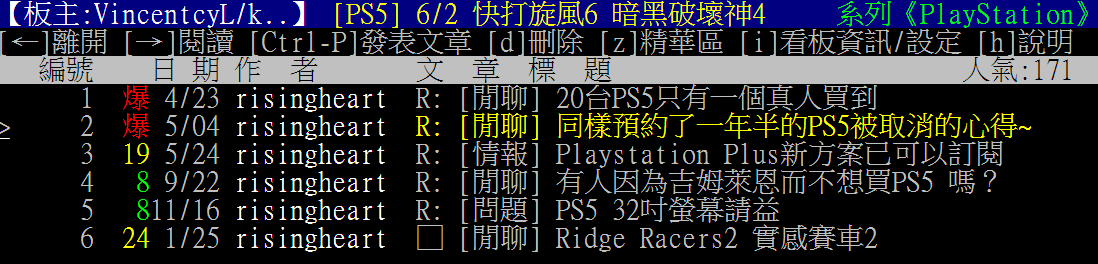 【板主:VincentcyL/k..】 [PS5] 6/2 快打旋風6 暗黑破壞神4 系列《PlayStation》
[←]離開 [→]閱讀 [Ctrl-P]發表文章 [d]刪除 [z]精華區 [i]看板資訊/設定 [h]說明
編號 日 期 作 者 文 章 標 題 人氣:171
1 爆 4/23 risingheart R: [閒聊] 20台PS5只有一個真人買到
> 2 爆 5/04 risingheart R: [閒聊] 同樣預約了一年半的PS5被取消的心得~
3 19 5/24 risingheart R: [情報] Playstation Plus新方案已可以訂閱
4 8 9/22 risingheart R: [閒聊] 有人因為吉姆萊恩而不想買PS5 嗎？
5 811/16 risingheart R: [問題] PS5 32吋螢幕請益
6 24 1/25 risingheart □ [閒聊] Ridge Racers2 實感賽車2